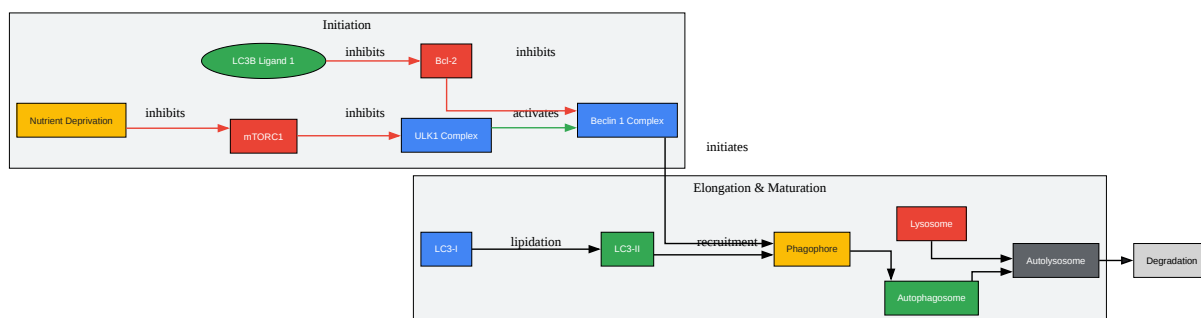 Initiation
LC3B Ligand 1
inhibits
Bcl-2
inhibits
Nutrient Deprivation
inhibits
mTORC1
inhibits
ULK1 Complex
activates
Beclin 1 Complex
initiates
Elongation & Maturation
LC3-I
lipidation
LC3-II
recruitment
Phagophore
Lysosome
Autophagosome
Autolysosome
Degradation